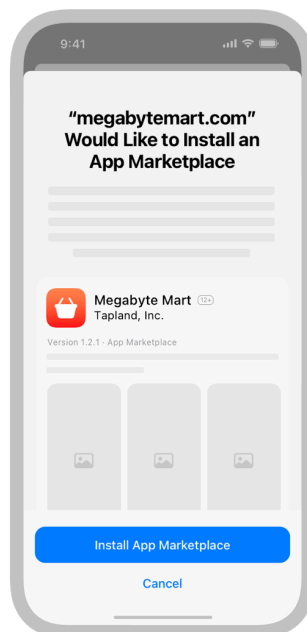 9:41
“megabytemart.com”
Would Like to Install an
App Marketplace
Megabyte Mart 12+
Tapland, Inc.
Version 1.2.1 · App Marketplace
Install App Marketplace
Cancel